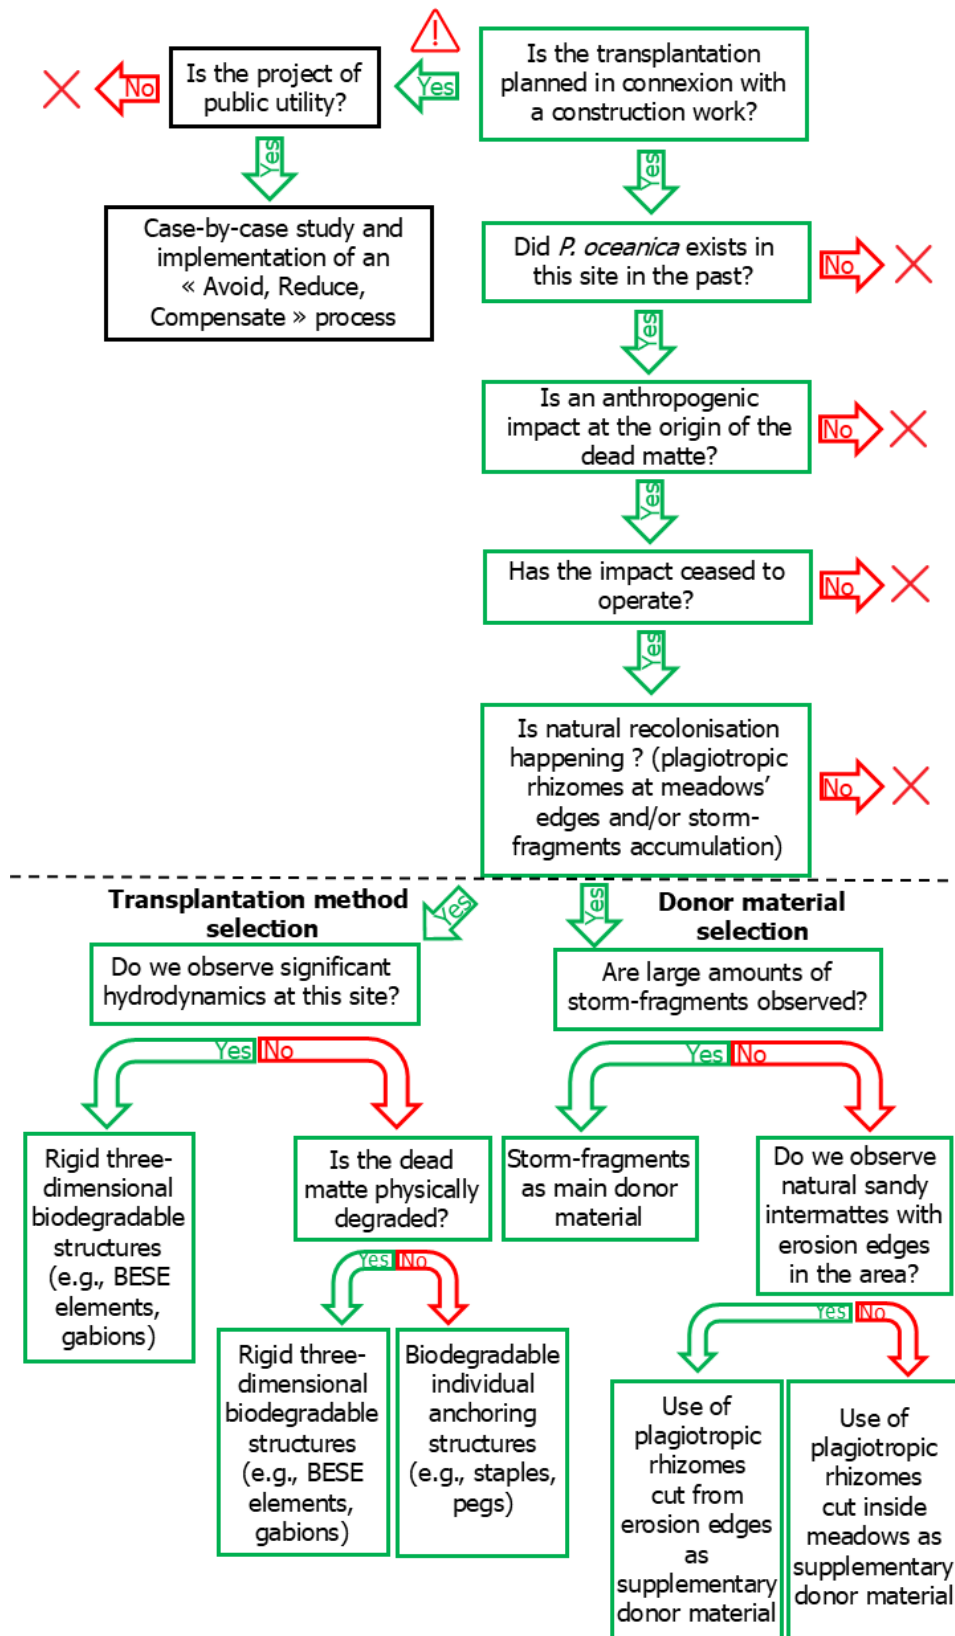 Is the transplantation
planned in connexion with
a construction work?
Yes
Is the project of
public utility?
No
Yes
Case-by-case study and
implementation of an
« Avoid, Reduce,
Compensate » process
Yes
Did P. oceanica exists in
this site in the past?
No
Yes
Is an anthropogenic
impact at the origin of the
dead matte?
No
Yes
Has the impact ceased to
operate?
No
Yes
Is natural recolonisation
happening ? (plagiotropic
rhizomes at meadows'
edges and/or storm-
fragments accumulation)
No
Transplantation method
selection
Yes
Do we observe significant
hydrodynamics at this site?
Yes
No
Rigid three-
dimensional
biodegradable
structures
(e.g., BESE
elements,
gabions)
Is the dead
matte physically
degraded?
Yes
No
Rigid three-
dimensional
biodegradable
structures
(e.g., BESE
elements,
gabions)
Biodegradable
individual
anchoring
structures
(e.g., staples,
pegs)
Yes
Donor material
selection
Are large amounts of
storm-fragments observed?
Yes
No
Storm-fragments
as main donor
material
Do we observe
natural sandy
intermattes with
erosion edges
in the area?
Yes
No
Use of
plagiotropic
rhizomes
cut from
erosion edges
as
supplementary
donor material
Use of
plagiotropic
rhizomes
cut inside
meadows as
supplementary
donor material